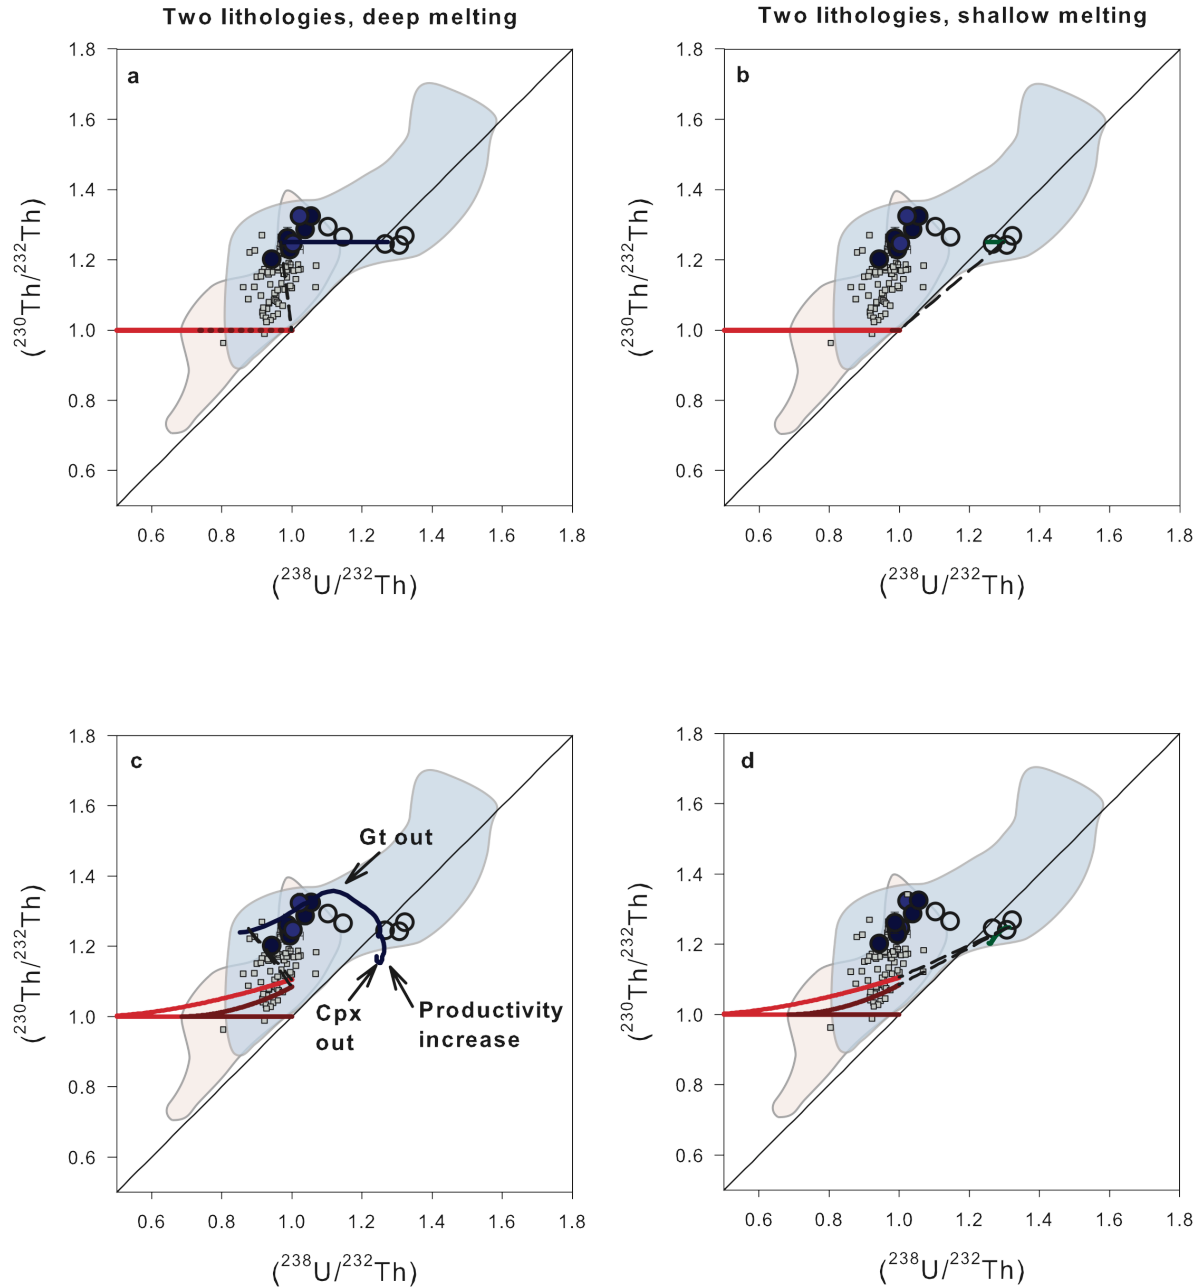 Two lithologies, deep melting
Two lithologies, shallow melting
a
1.8
1.6
1.4
1.2
1.0
0.8
0.6
(²³⁰Th/²³²Th)
0.6 0.8 1.0 1.2 1.4 1.6 1.8
(²³⁸U/²³²Th)
b
1.8
1.6
1.4
1.2
1.0
0.8
0.6
(²³⁰Th/²³²Th)
0.6 0.8 1.0 1.2 1.4 1.6 1.8
(²³⁸U/²³²Th)
c
1.8
1.6
1.4
1.2
1.0
0.8
0.6
(²³⁰Th/²³²Th)
Gt out
Cpx
out
Productivity
increase
0.6 0.8 1.0 1.2 1.4 1.6 1.8
(²³⁸U/²³²Th)
d
1.8
1.6
1.4
1.2
1.0
0.8
0.6
(²³⁰Th/²³²Th)
0.6 0.8 1.0 1.2 1.4 1.6 1.8
(²³⁸U/²³²Th)